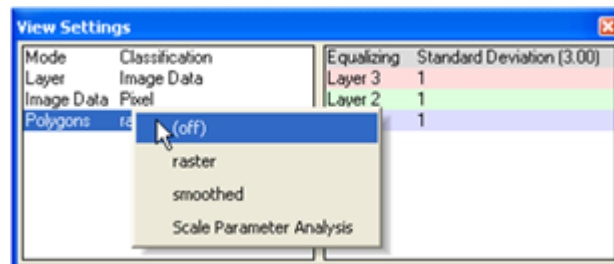 View Settings
Mode Classification
Layer Image Data
Image Data Pixel
Polygons
(off)
raster
smoothed
Scale Parameter Analysis
Equalizing Standard Deviation (3.00)
Layer 3 1
Layer 2 1
1